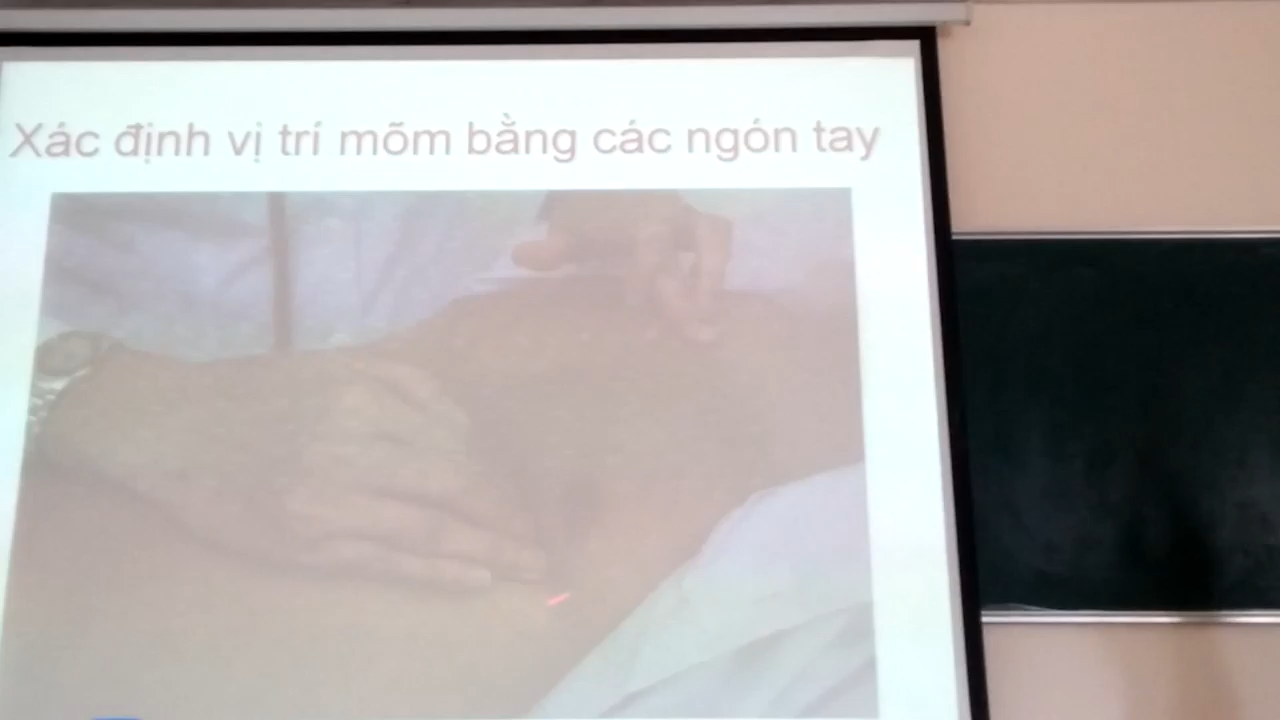 Xác định vị trí mõm bằng các ngón tay